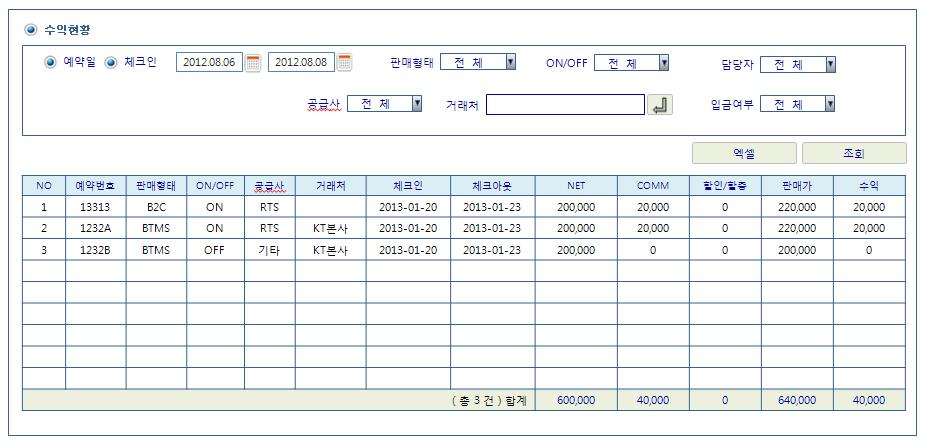 수익현황
예약일 체크인 2012.08.06 2012.08.08 판매형태 전 체 ON/OFF 전 체 담당자 전 체
공급사 전 체 거래처 입금여부 전 체
엑셀 조회
NO 예약번호 판매형태 ON/OFF 공급사 거래처 체크인 체크아웃 NET COMM 할인/할증 판매가 수익
1 13313 B2C ON RTS 2013-01-20 2013-01-23 200,000 20,000 0 220,000 20,000
2 1232A BTMS ON RTS KT본사 2013-01-20 2013-01-23 200,000 20,000 0 220,000 20,000
3 1232B BTMS OFF 기타 KT본사 2013-01-20 2013-01-23 200,000 0 0 200,000 0
( 총 3 건 ) 합계 600,000 40,000 0 640,000 40,000